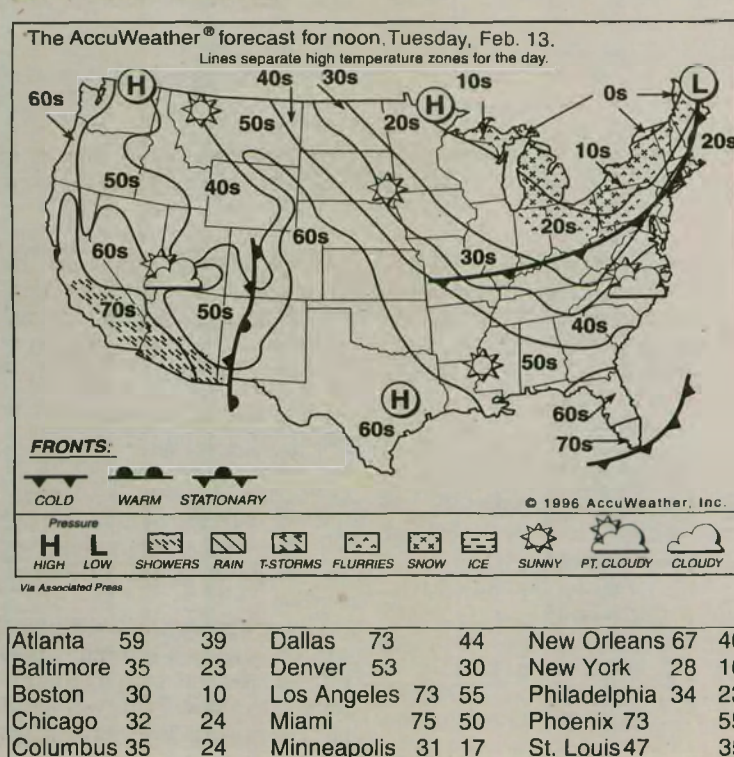 The AccuWeather® forecast for noon, Tuesday, Feb. 13.
Lines separate high temperature zones for the day.
60s
H
40s
30s
H
10s
0s
L
50s
20s
10s
20s
50s
40s
60s
60s
20s
30s
70s
50s
40s
50s
H
60s
60s
70s
FRONTS:
COLD WARM STATIONARY
© 1996 AccuWeather, Inc.
Pressure
H L
HIGH LOW SHOWERS RAIN T-STORMS FLURRIES SNOW ICE SUNNY PT. CLOUDY CLOUDY
Via Associated Press
Atlanta 59 39 Dallas 73 44 New Orleans 67
Baltimore 35 23 Denver 53 30 New York 28
Boston 30 10 Los Angeles 73 55 Philadelphia 34
Chicago 32 24 Miami 75 50 Phoenix 73
Columbus 35 24 Minneapolis 31 17 St. Louis 47